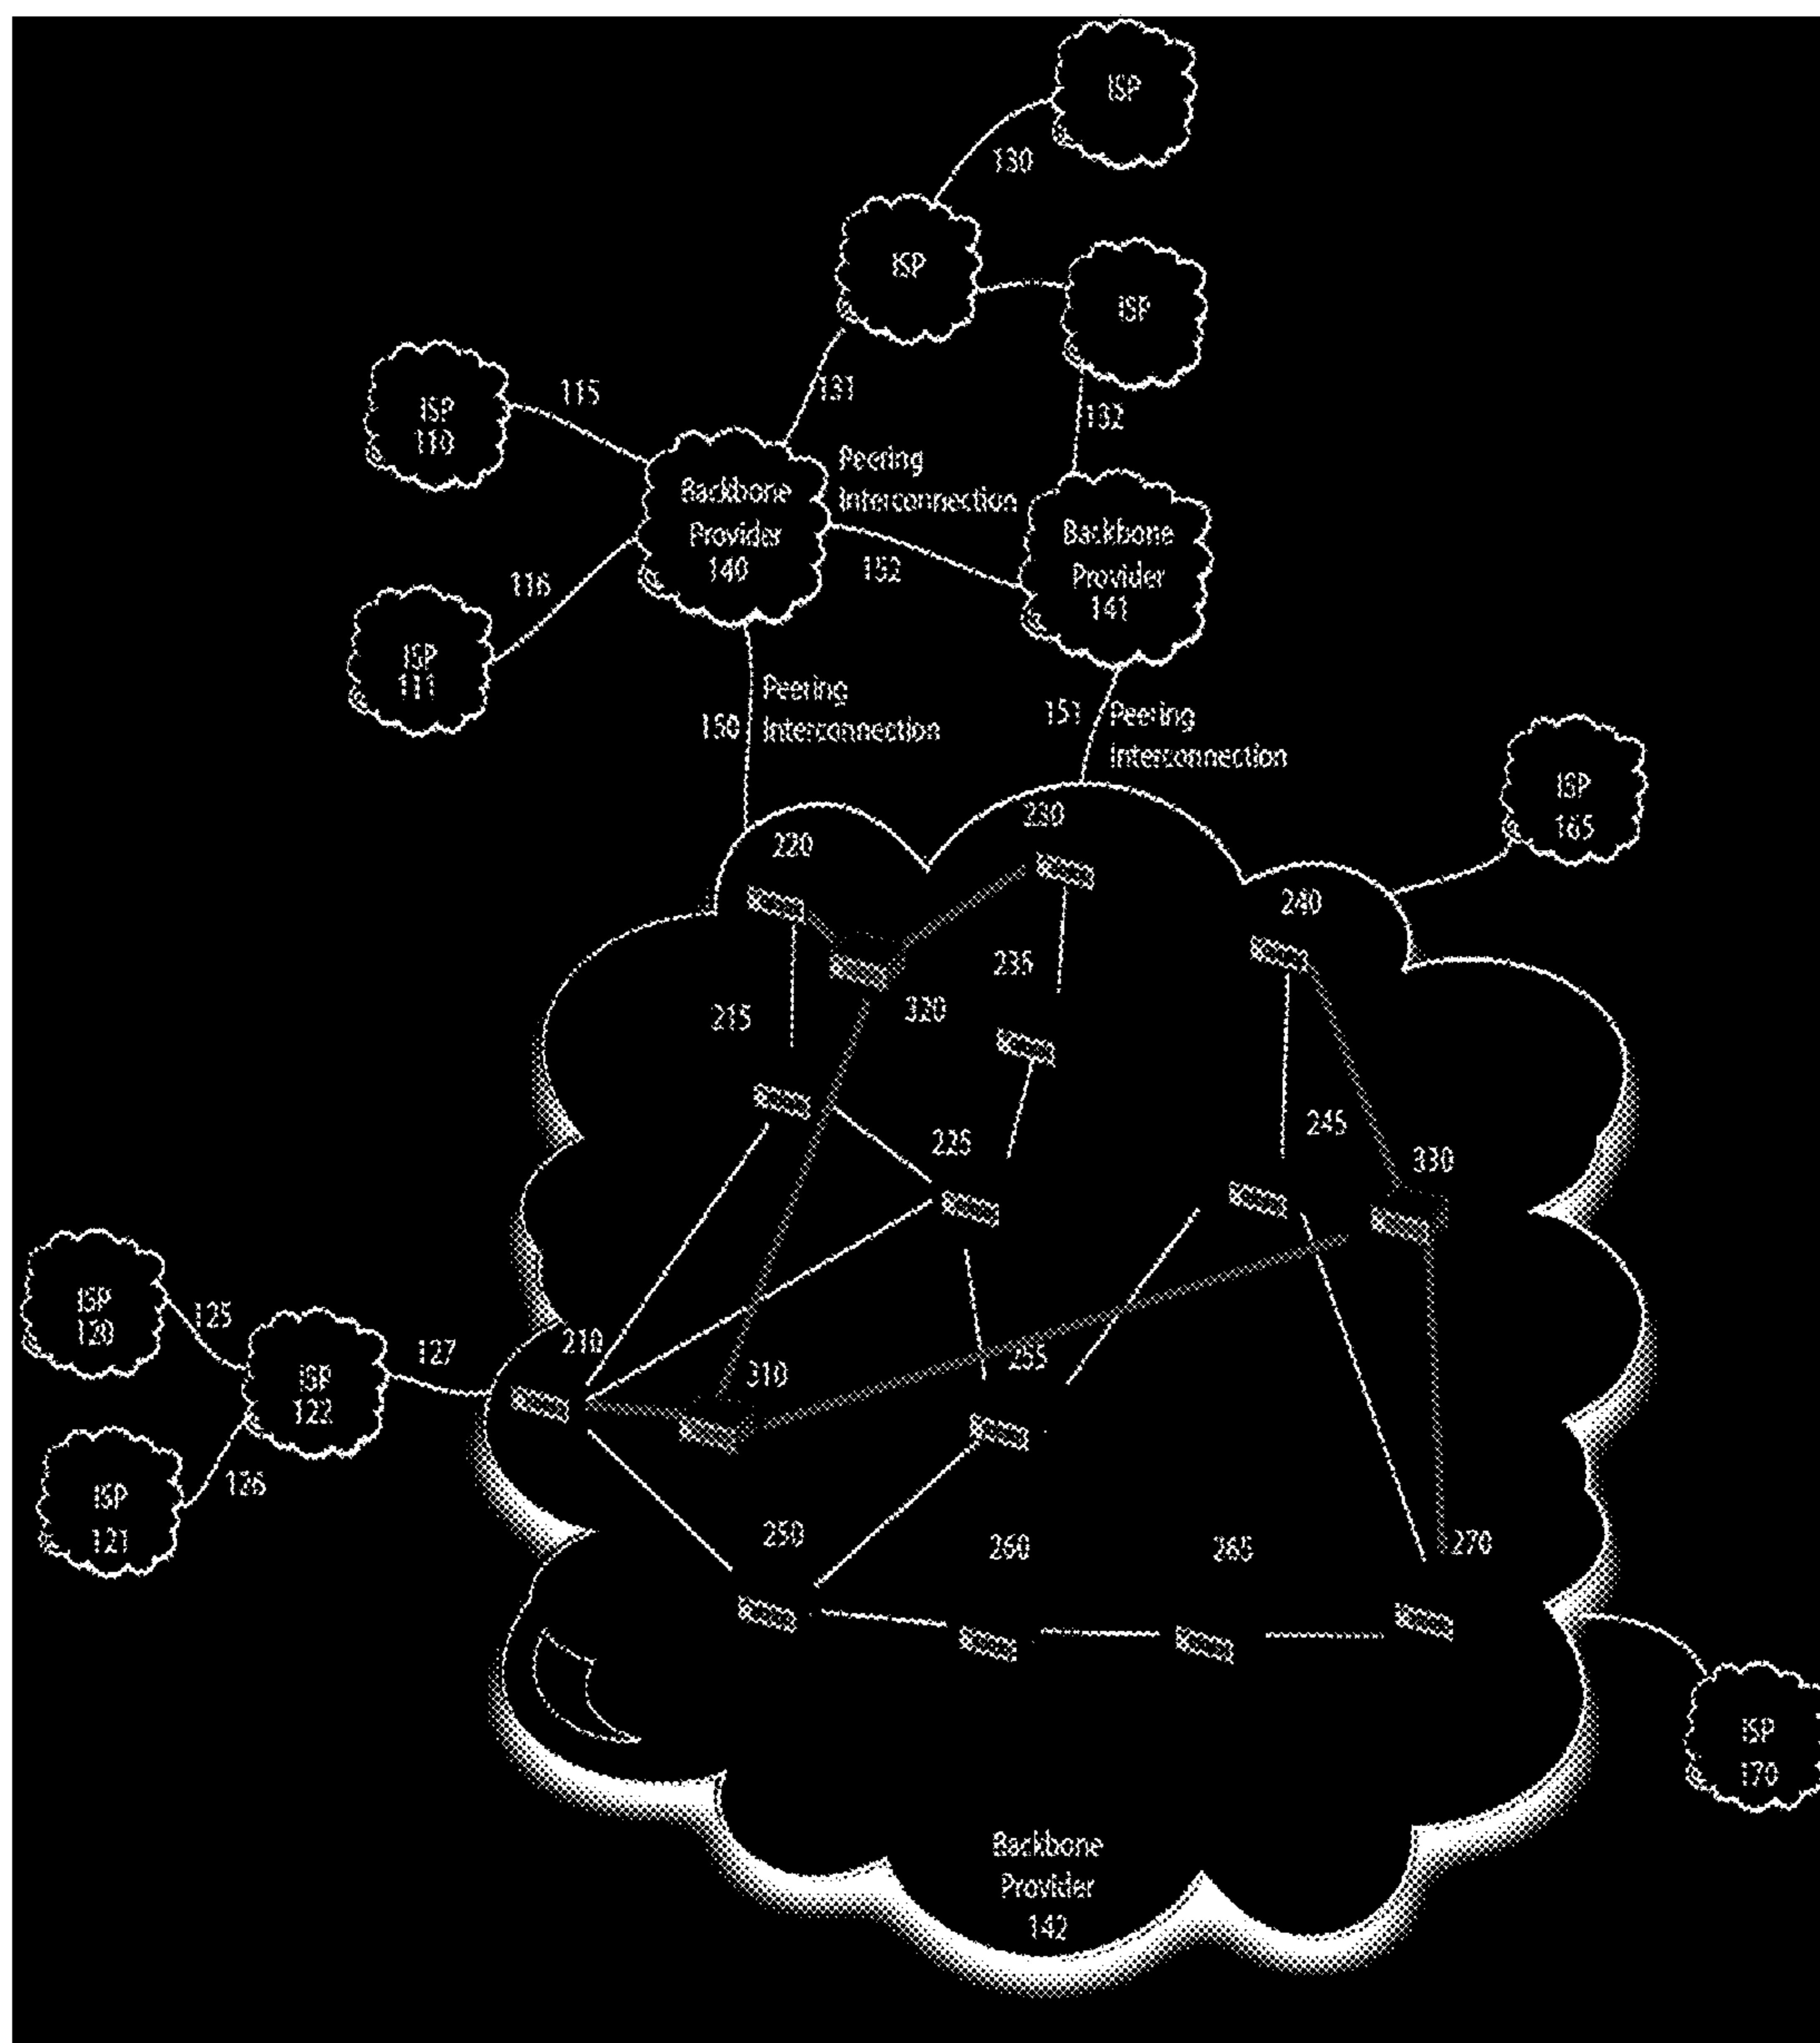 ISP
130
ISP
ISP
115
131
ISP
110
132
Peering
Interconnection
Backbone
Provider
140
Backbone
Provider
141
152
116
ISP
111
Peering
Interconnection
150
151
Peering
Interconnection
ISP
165
220
230
240
235
215
320
225
245
330
ISP
120
125
127
ISP
122
210
310
255
ISP
121
126
250
260
265
270
ISP
170
Backbone
Provider
142